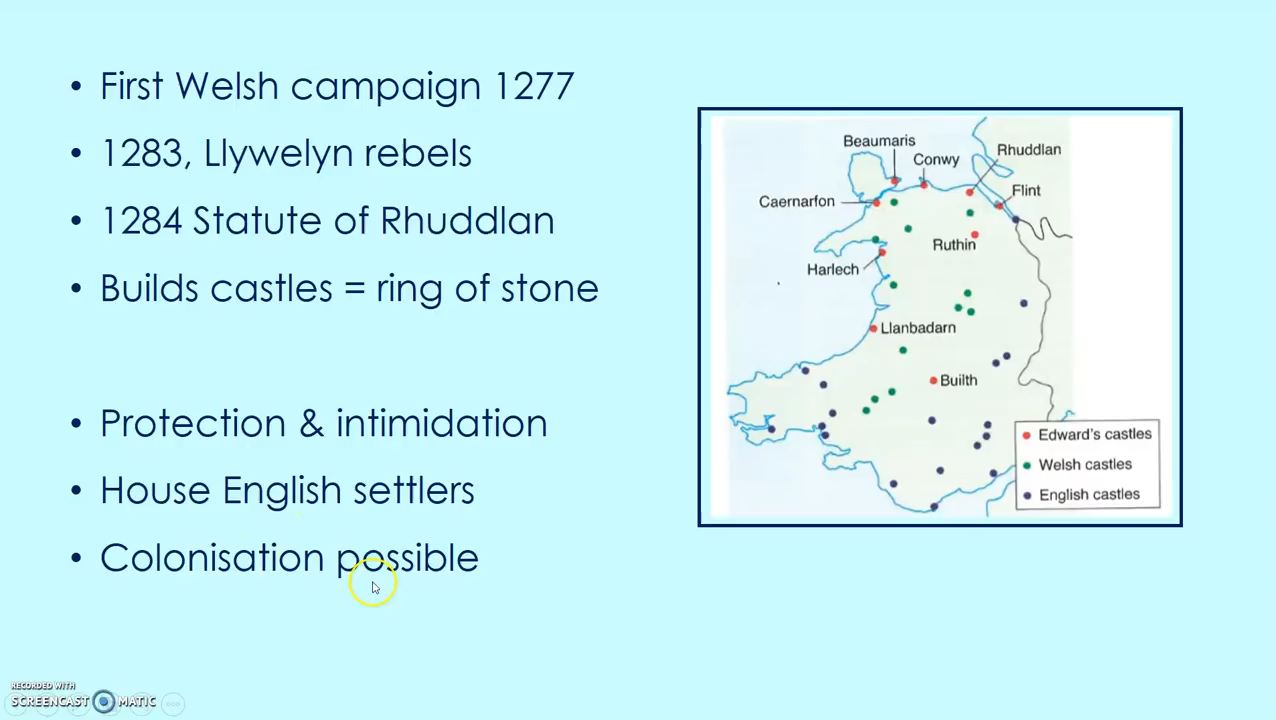 • First Welsh campaign 1277
• 1283, Llywelyn rebels
• 1284 Statute of Rhuddlan
• Builds castles = ring of stone
• Protection & intimidation
• House English settlers
• Colonisation possible
Beaumaris
Conwy
Rhuddlan
Flint
Caernarfon
Ruthin
Harlech
Llanbadarn
Builth
Edward's castles
Welsh castles
English castles
RECORDED WITH
SCREENCAST MATIC